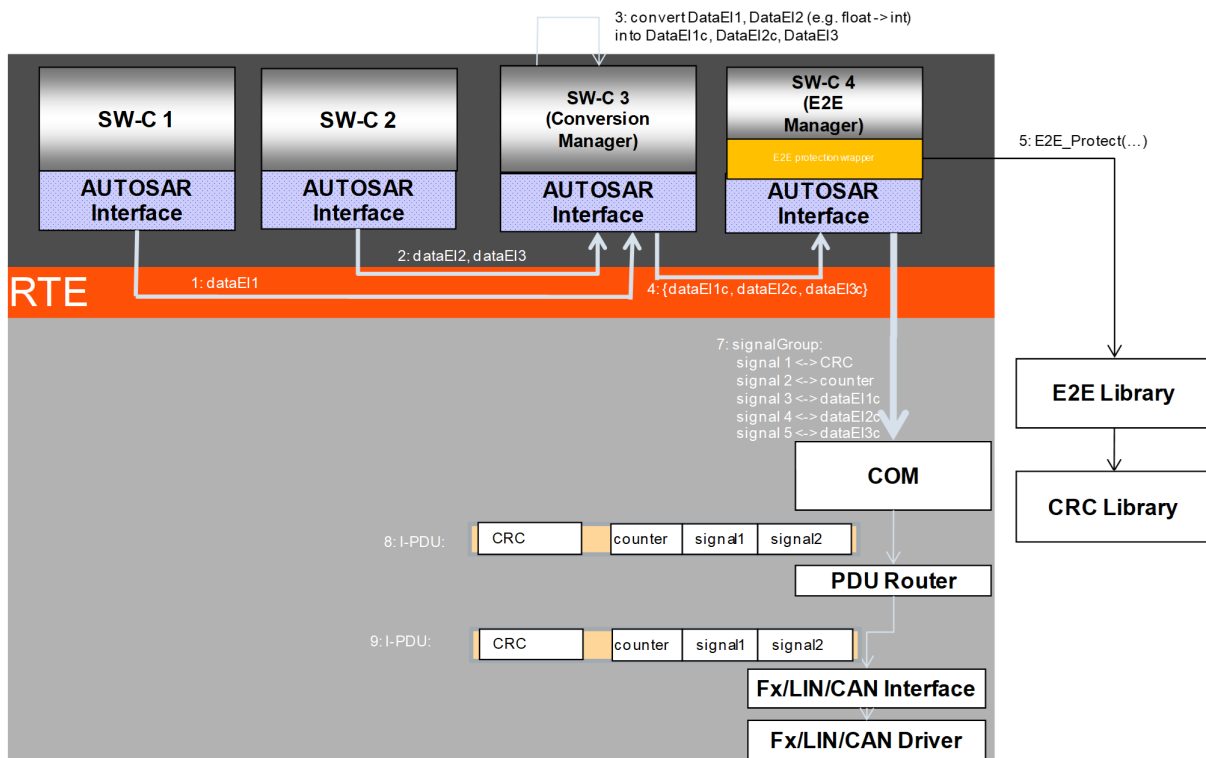 3: convert DataEl1, DataEl2 (e.g. float->int)
into DataEl1c, DataEl2c, DataEl3
SW-C 1
AUTOSAR
Interface
SW-C 2
AUTOSAR
Interface
SW-C 3
(Conversion
Manager)
AUTOSAR
Interface
SW-C 4
(E2E
Manager)
E2E protection wrapper
AUTOSAR
Interface
5: E2E_Protect(…)
2: dataEl2, dataEl3
1: dataEl1
4: {dataEl1c, dataEl2c, dataEl3c}
RTE
7: signalGroup:
signal 1 <-> CRC
signal 2 <-> counter
signal 3 <-> dataEl1c
signal 4 <-> dataEl2c
signal 5 <-> dataEl3c
E2E Library
CRC Library
COM
8: I-PDU:
CRC
counter
signal1
signal2
PDU Router
9: I-PDU:
CRC
counter
signal1
signal2
Fx/LIN/CAN Interface
Fx/LIN/CAN Driver